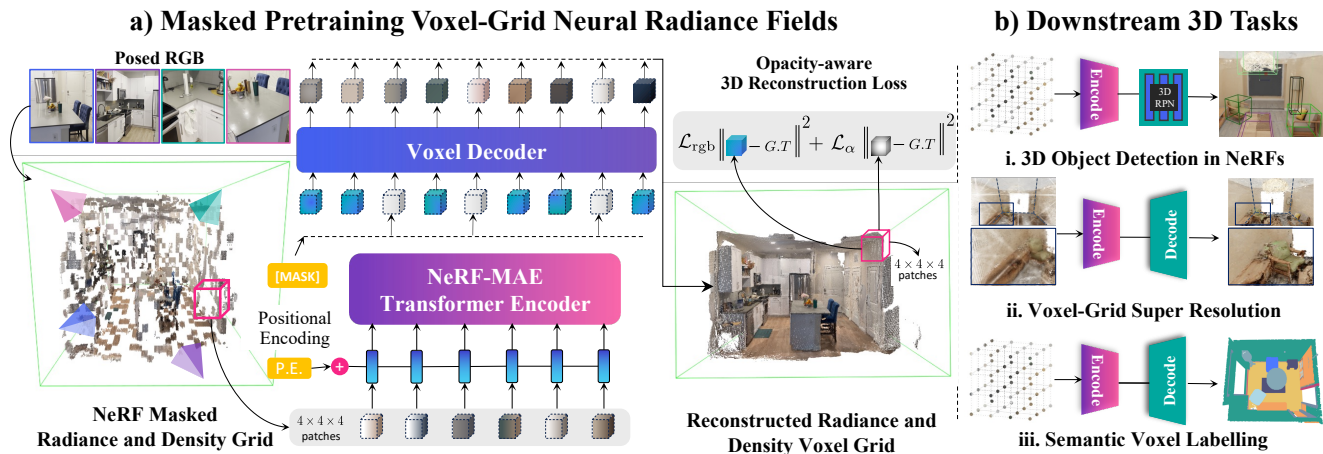 a) Masked Pretraining Voxel-Grid Neural Radiance Fields
Posed RGB
Voxel Decoder
[MASK]
NeRF-MAE
Transformer Encoder
Positional
Encoding
P.E.
+
4 × 4 × 4
patches
NeRF Masked
Radiance and Density Grid
Opacity-aware
3D Reconstruction Loss
ℒrgb ‖ − G.T ‖² + ℒα ‖ − G.T ‖²
4 × 4 × 4
patches
Reconstructed Radiance and
Density Voxel Grid
b) Downstream 3D Tasks
Encode
3D
RPN
i. 3D Object Detection in NeRFs
Encode
Decode
ii. Voxel-Grid Super Resolution
Encode
Decode
iii. Semantic Voxel Labelling